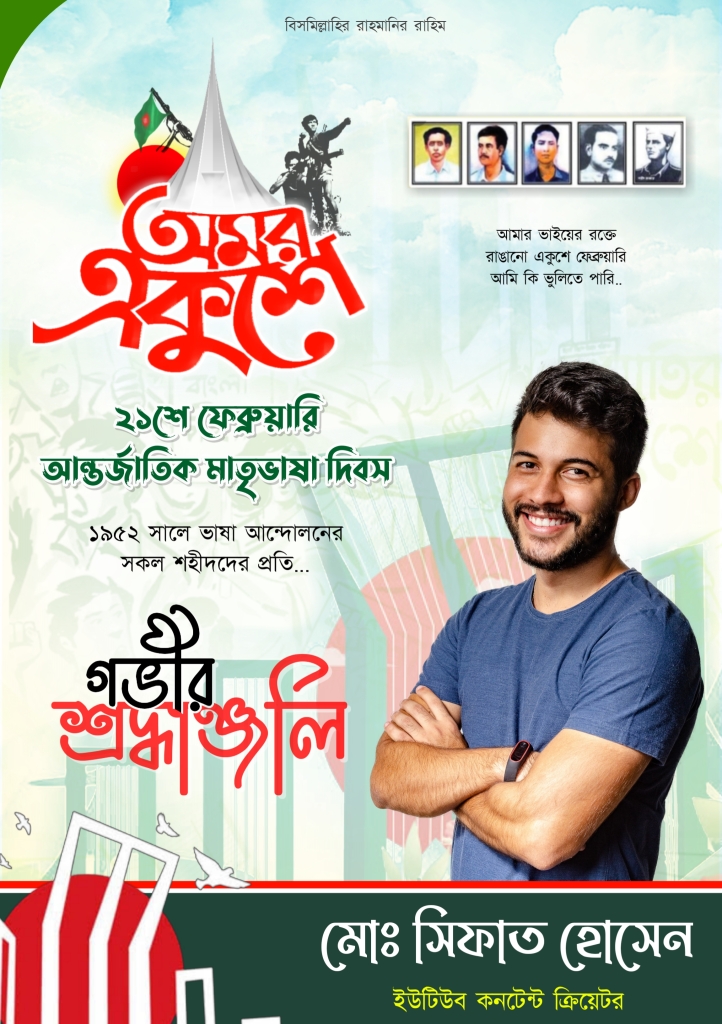 বিসমিল্লাহির রাহমানির রাহিম
অমর
একুশে
আমার ভাইয়ের রক্তে
রাঙানো একুশে ফেব্রুয়ারি
আমি কি ভুলিতে পারি..
২১শে ফেব্রুয়ারি
আন্তর্জাতিক মাতৃভাষা দিবস
১৯৫২ সালে ভাষা আন্দোলনের
সকল শহীদদের প্রতি...
গভীর
শ্রদ্ধাঞ্জলি
মোঃ সিফাত হোসেন
ইউটিউব কনটেন্ট ক্রিয়েটর